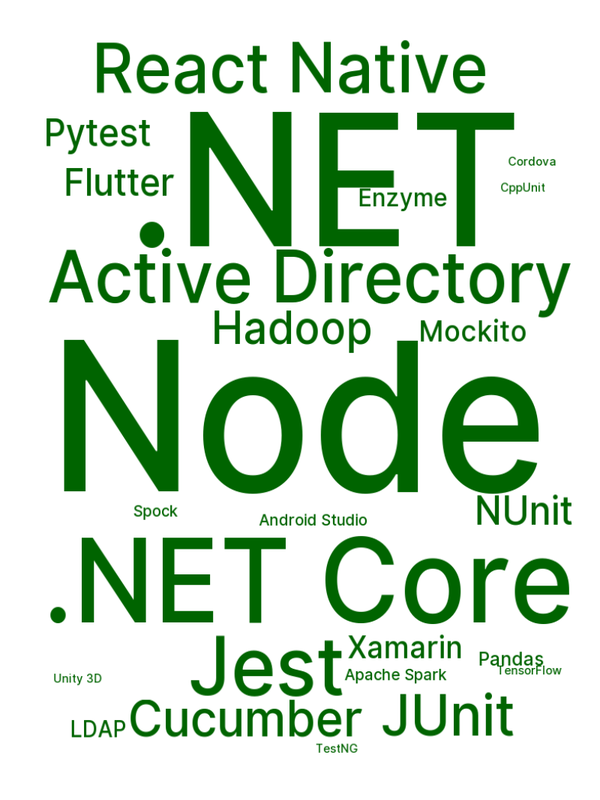 React Native
Pytest
.NET
Cordova
Flutter
CppUnit
Enzyme
Active Directory
Hadoop
Mockito
Node
NUnit
Spock
Android Studio
.NET Core
Jest
Xamarin
Pandas
TensorFlow
Apache Spark
Unity 3D
Cucumber
JUnit
LDAP
TestNG